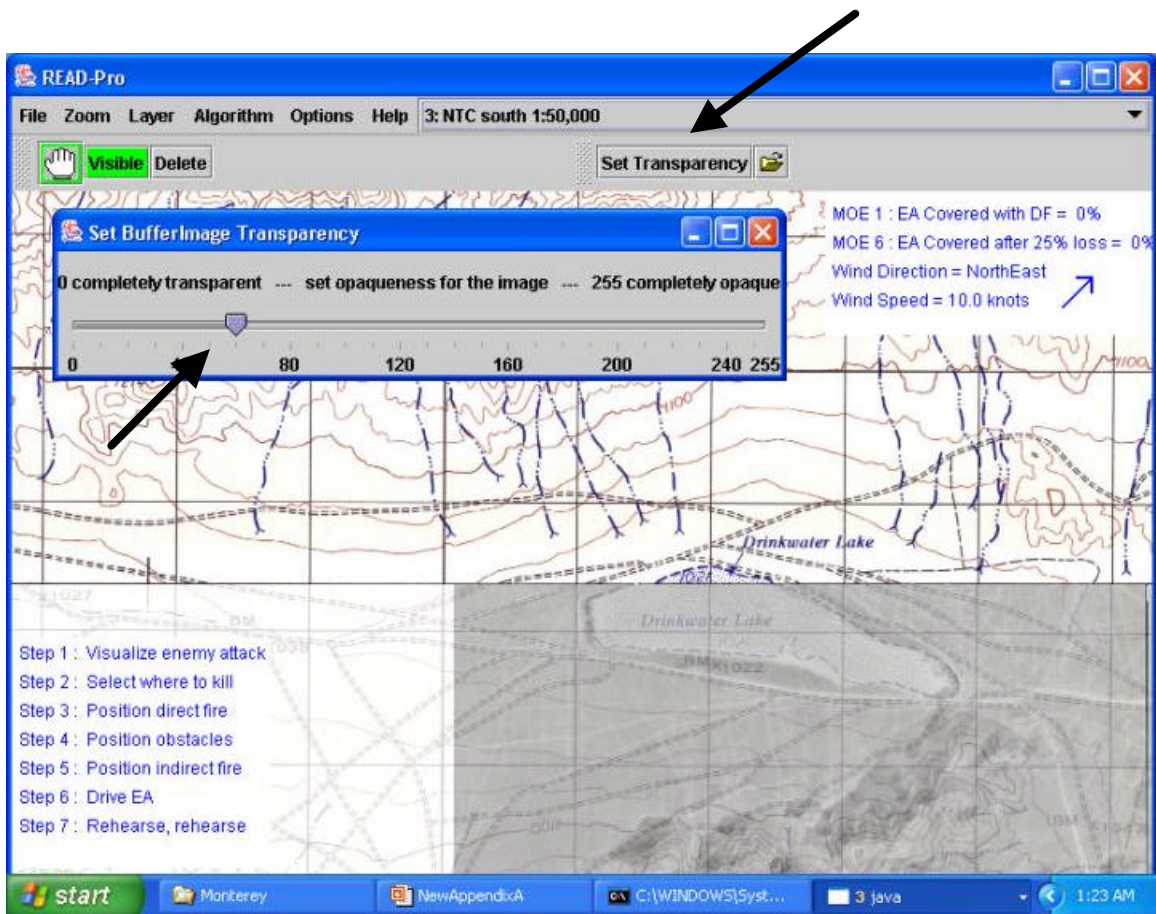 READ-Pro
File Zoom Layer Algorithm Options Help 3: NTC south 1:50,000
Visible Delete Set Transparency
MOE 1 : EA Covered with DF = 0%
MOE 6 : EA Covered after 25% loss = 0%
Wind Direction = NorthEast
Wind Speed = 10.0 knots
Set BufferImage Transparency
0 completely transparent --- set opaqueness for the image --- 255 completely opaque
0 80 120 160 200 240 255
1100
1100
Drinkwater Lake
D
1027
BM
Drinkwater Lake
BMX1022
Step 1 : Visualize enemy attack
Step 2 : Select where to kill
Step 3 : Position direct fire
Step 4 : Position obstacles
Step 5 : Position indirect fire
Step 6 : Drive EA
Step 7 : Rehearse, rehearse
start Monterey NewAppendixA C:\WINDOWS\Syst... 3 java 1:23 AM